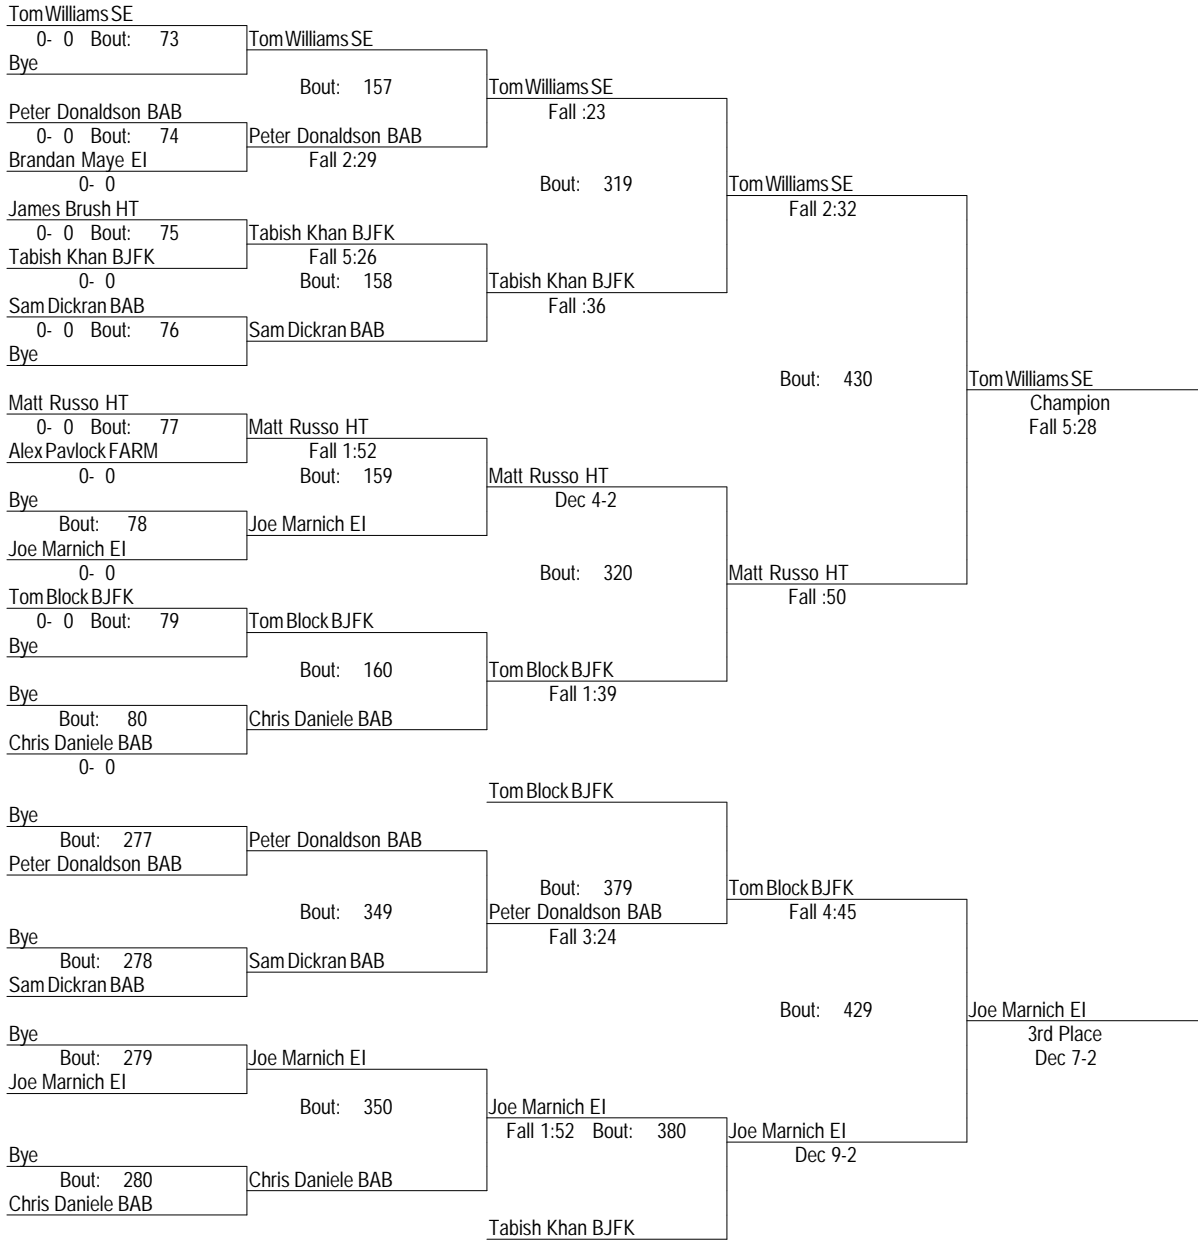 Tom Williams SE
0- 0 Bout: 73 Tom Williams SE
Bye
Bout: 157 Tom Williams SE
Peter Donaldson BAB Fall :23
0- 0 Bout: 74 Peter Donaldson BAB
Brandan Maye EI Fall 2:29
0- 0 Bout: 319 Tom Williams SE
James Brush HT Fall 2:32
0- 0 Bout: 75 Tabish Khan BJFK
Tabish Khan BJFK Fall 5:26
0- 0 Bout: 158 Tabish Khan BJFK
Sam Dickran BAB Fall :36
0- 0 Bout: 76 Sam Dickran BAB
Bye
Bout: 430 Tom Williams SE
Matt Russo HT Champion
0- 0 Bout: 77 Matt Russo HT Fall 5:28
Alex Pavlock FARM Fall 1:52
0- 0 Bout: 159 Matt Russo HT
Bye Dec 4-2
Bout: 78 Joe Marnich EI
Joe Marnich EI
0- 0 Bout: 320 Matt Russo HT
Tom Block BJFK Fall :50
0- 0 Bout: 79 Tom Block BJFK
Bye
Bout: 160 Tom Block BJFK
Bye Fall 1:39
Bout: 80 Chris Daniele BAB
Chris Daniele BAB
0- 0
Tom Block BJFK
Bye
Bout: 277 Peter Donaldson BAB
Peter Donaldson BAB
Bout: 379 Tom Block BJFK
Bout: 349 Peter Donaldson BAB Fall 4:45
Bye Fall 3:24
Bout: 278 Sam Dickran BAB
Sam Dickran BAB
Bout: 429 Joe Marnich EI
Bye 3rd Place
Bout: 279 Joe Marnich EI Dec 7-2
Joe Marnich EI
Bout: 350 Joe Marnich EI
Fall 1:52 Bout: 380 Joe Marnich EI
Bye Dec 9-2
Bout: 280 Chris Daniele BAB
Chris Daniele BAB
Tabish Khan BJFK